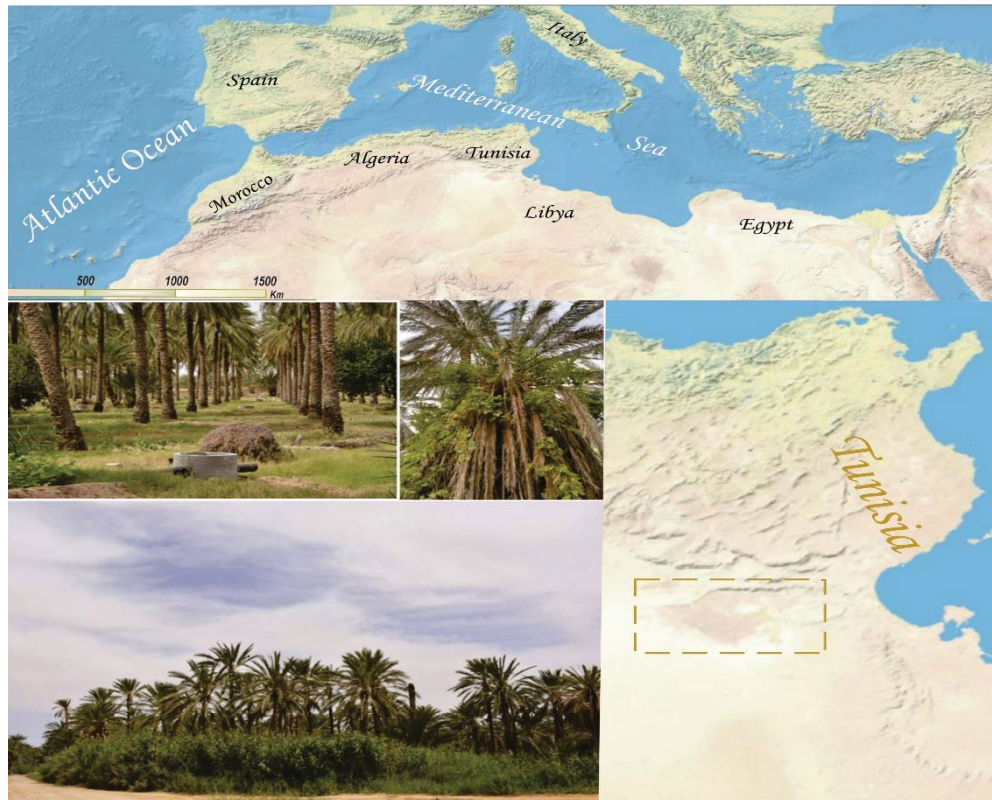 Italy
Spain
Mediterranean
Sea
Atlantic Ocean
Algeria
Tunisia
Morocco
Libya
Egypt
500 1000 1500
Km
Tunisia